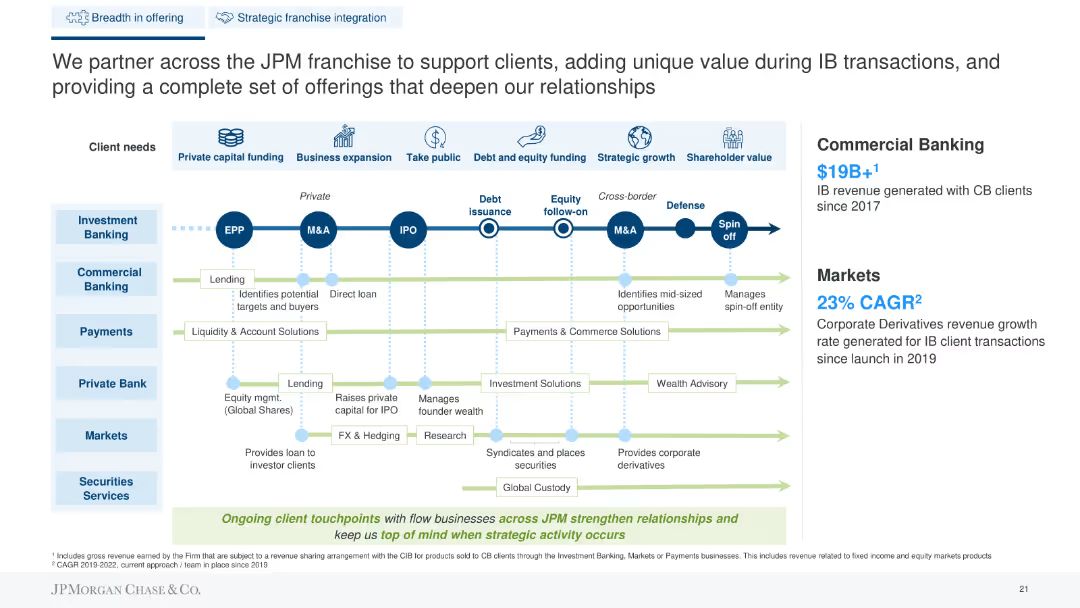 Breadth in offering
Strategic franchise integration
We partner across the JPM franchise to support clients, adding unique value during IB transactions, and
providing a complete set of offerings that deepen our relationships
Client needs
Private capital funding
Business expansion
Take public
Debt and equity funding
Strategic growth
Shareholder value
Investment
Banking
Private
Debt
issuance
Equity
follow-on
Cross-border
Defense
EPP
M&A
IPO
M&A
Spin
off
Commercial
Banking
Lending
Identifies potential
targets and buyers
Direct loan
Identifies mid-sized
opportunities
Manages
spin-off entity
Payments
Liquidity & Account Solutions
Payments & Commerce Solutions
Private Bank
Lending
Investment Solutions
Wealth Advisory
Equity mgmt.
(Global Shares)
Raises private
capital for IPO
Manages
founder wealth
Markets
FX & Hedging
Research
Provides loan to
investor clients
Syndicates and places
securities
Provides corporate
derivatives
Securities
Services
Global Custody
Ongoing client touchpoints with flow businesses across JPM strengthen relationships and
keep us top of mind when strategic activity occurs
Commercial Banking
$19B+¹
IB revenue generated with CB clients
since 2017
Markets
23% CAGR²
Corporate Derivatives revenue growth
rate generated for IB client transactions
since launch in 2019
¹ Includes gross revenue earned by the Firm that are subject to a revenue sharing arrangement with the CIB for products sold to CB clients through the Investment Banking, Markets or Payments businesses. This includes revenue related to fixed income and equity markets products
² CAGR 2019-2022, current approach / team in place since 2019
JPMORGAN CHASE & CO.
21